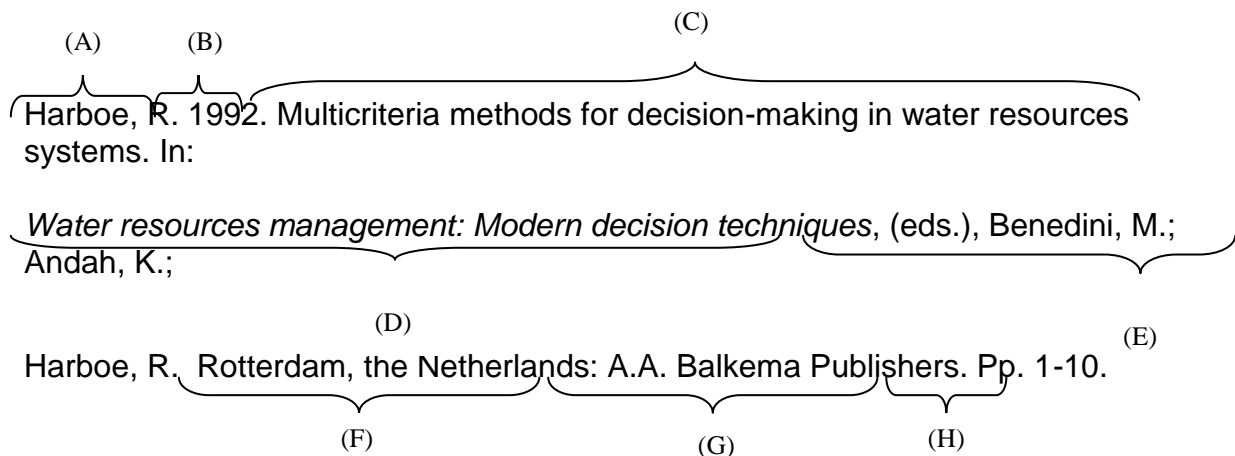 (A) (B) (C)
Harboe, R. 1992. Multicriteria methods for decision-making in water resources
systems. In:
Water resources management: Modern decision techniques, (eds.), Benedini, M.;
Andah, K.;
(D) (E)
Harboe, R. Rotterdam, the Netherlands: A.A. Balkema Publishers. Pp. 1-10.
(F) (G) (H)